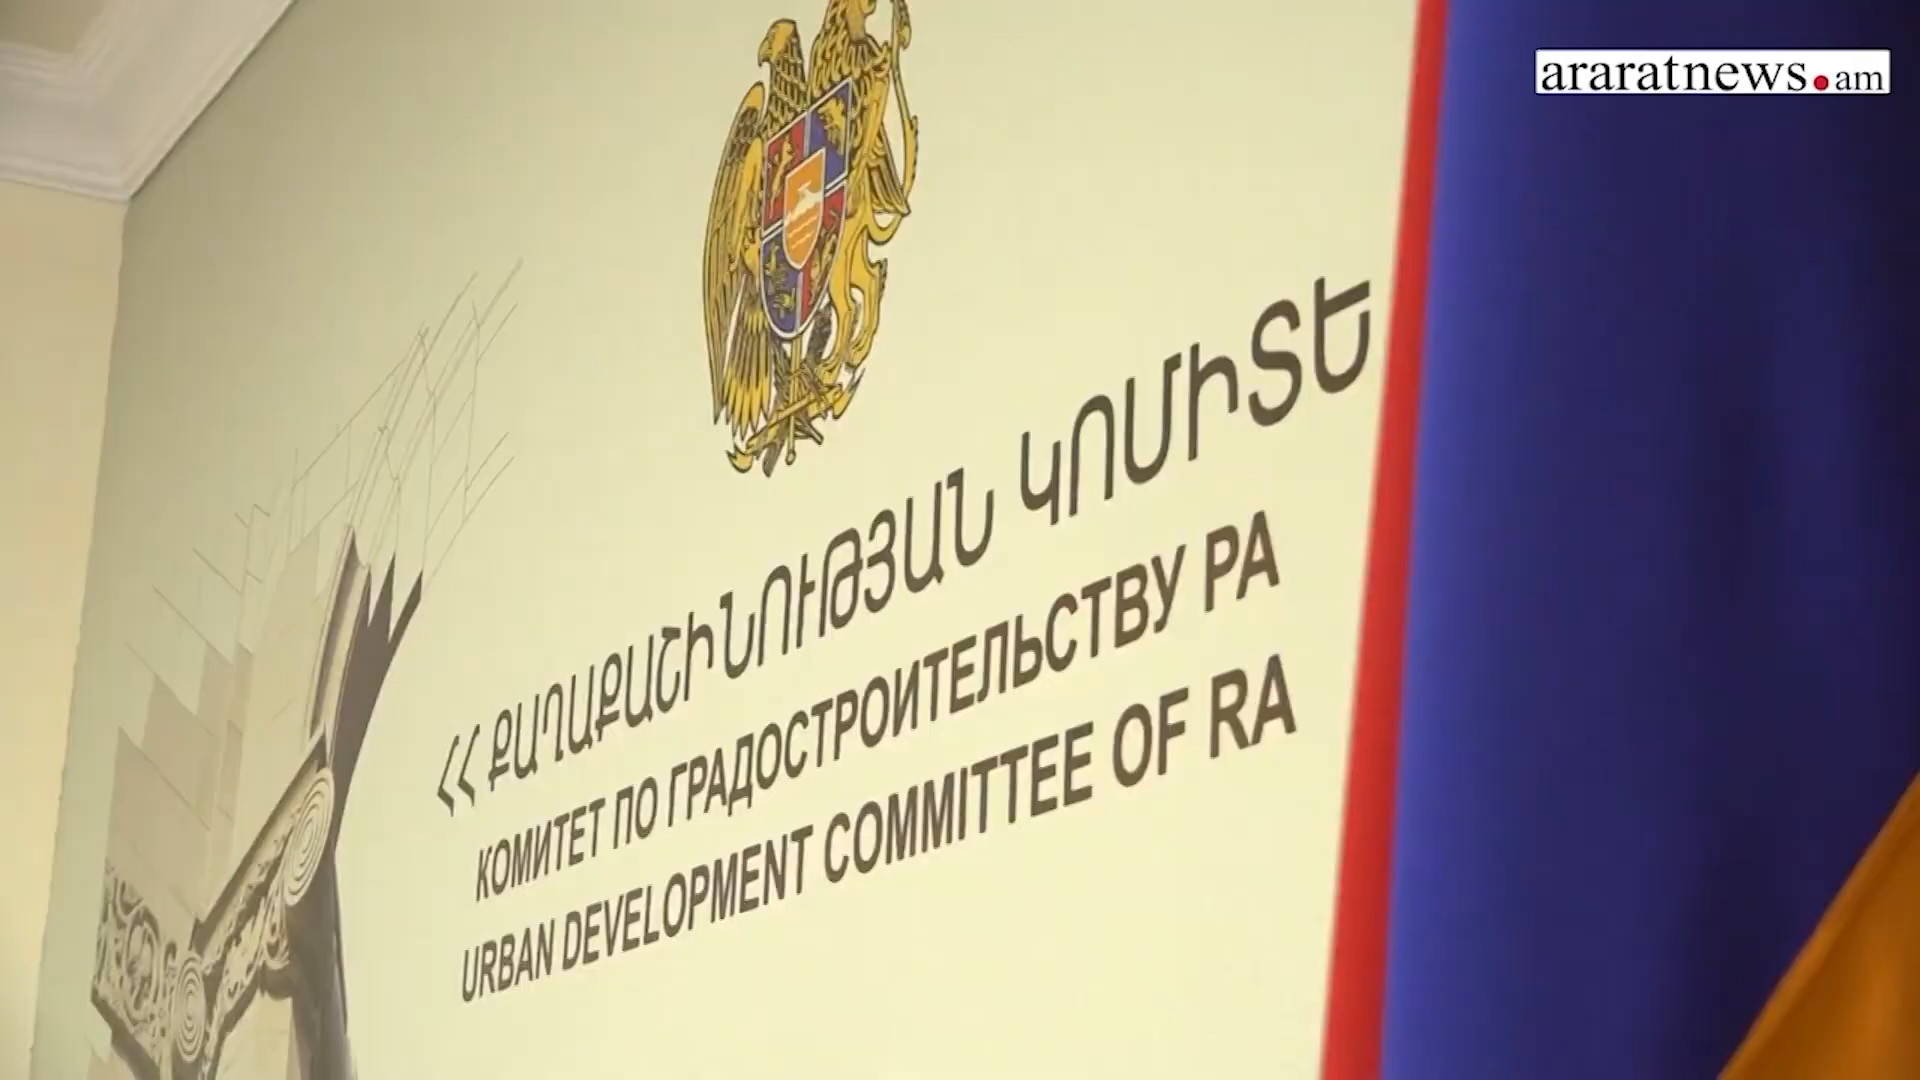 araratnews.am
ՀՀ ՔԱՂԱՔԱՇԻՆՈՒԹՅԱՆ ԿՈՄԻՏԵ
КОМИТЕТ ПО ГРАДОСТРОИТЕЛЬСТВУ РА
URBAN DEVELOPMENT COMMITTEE OF RA